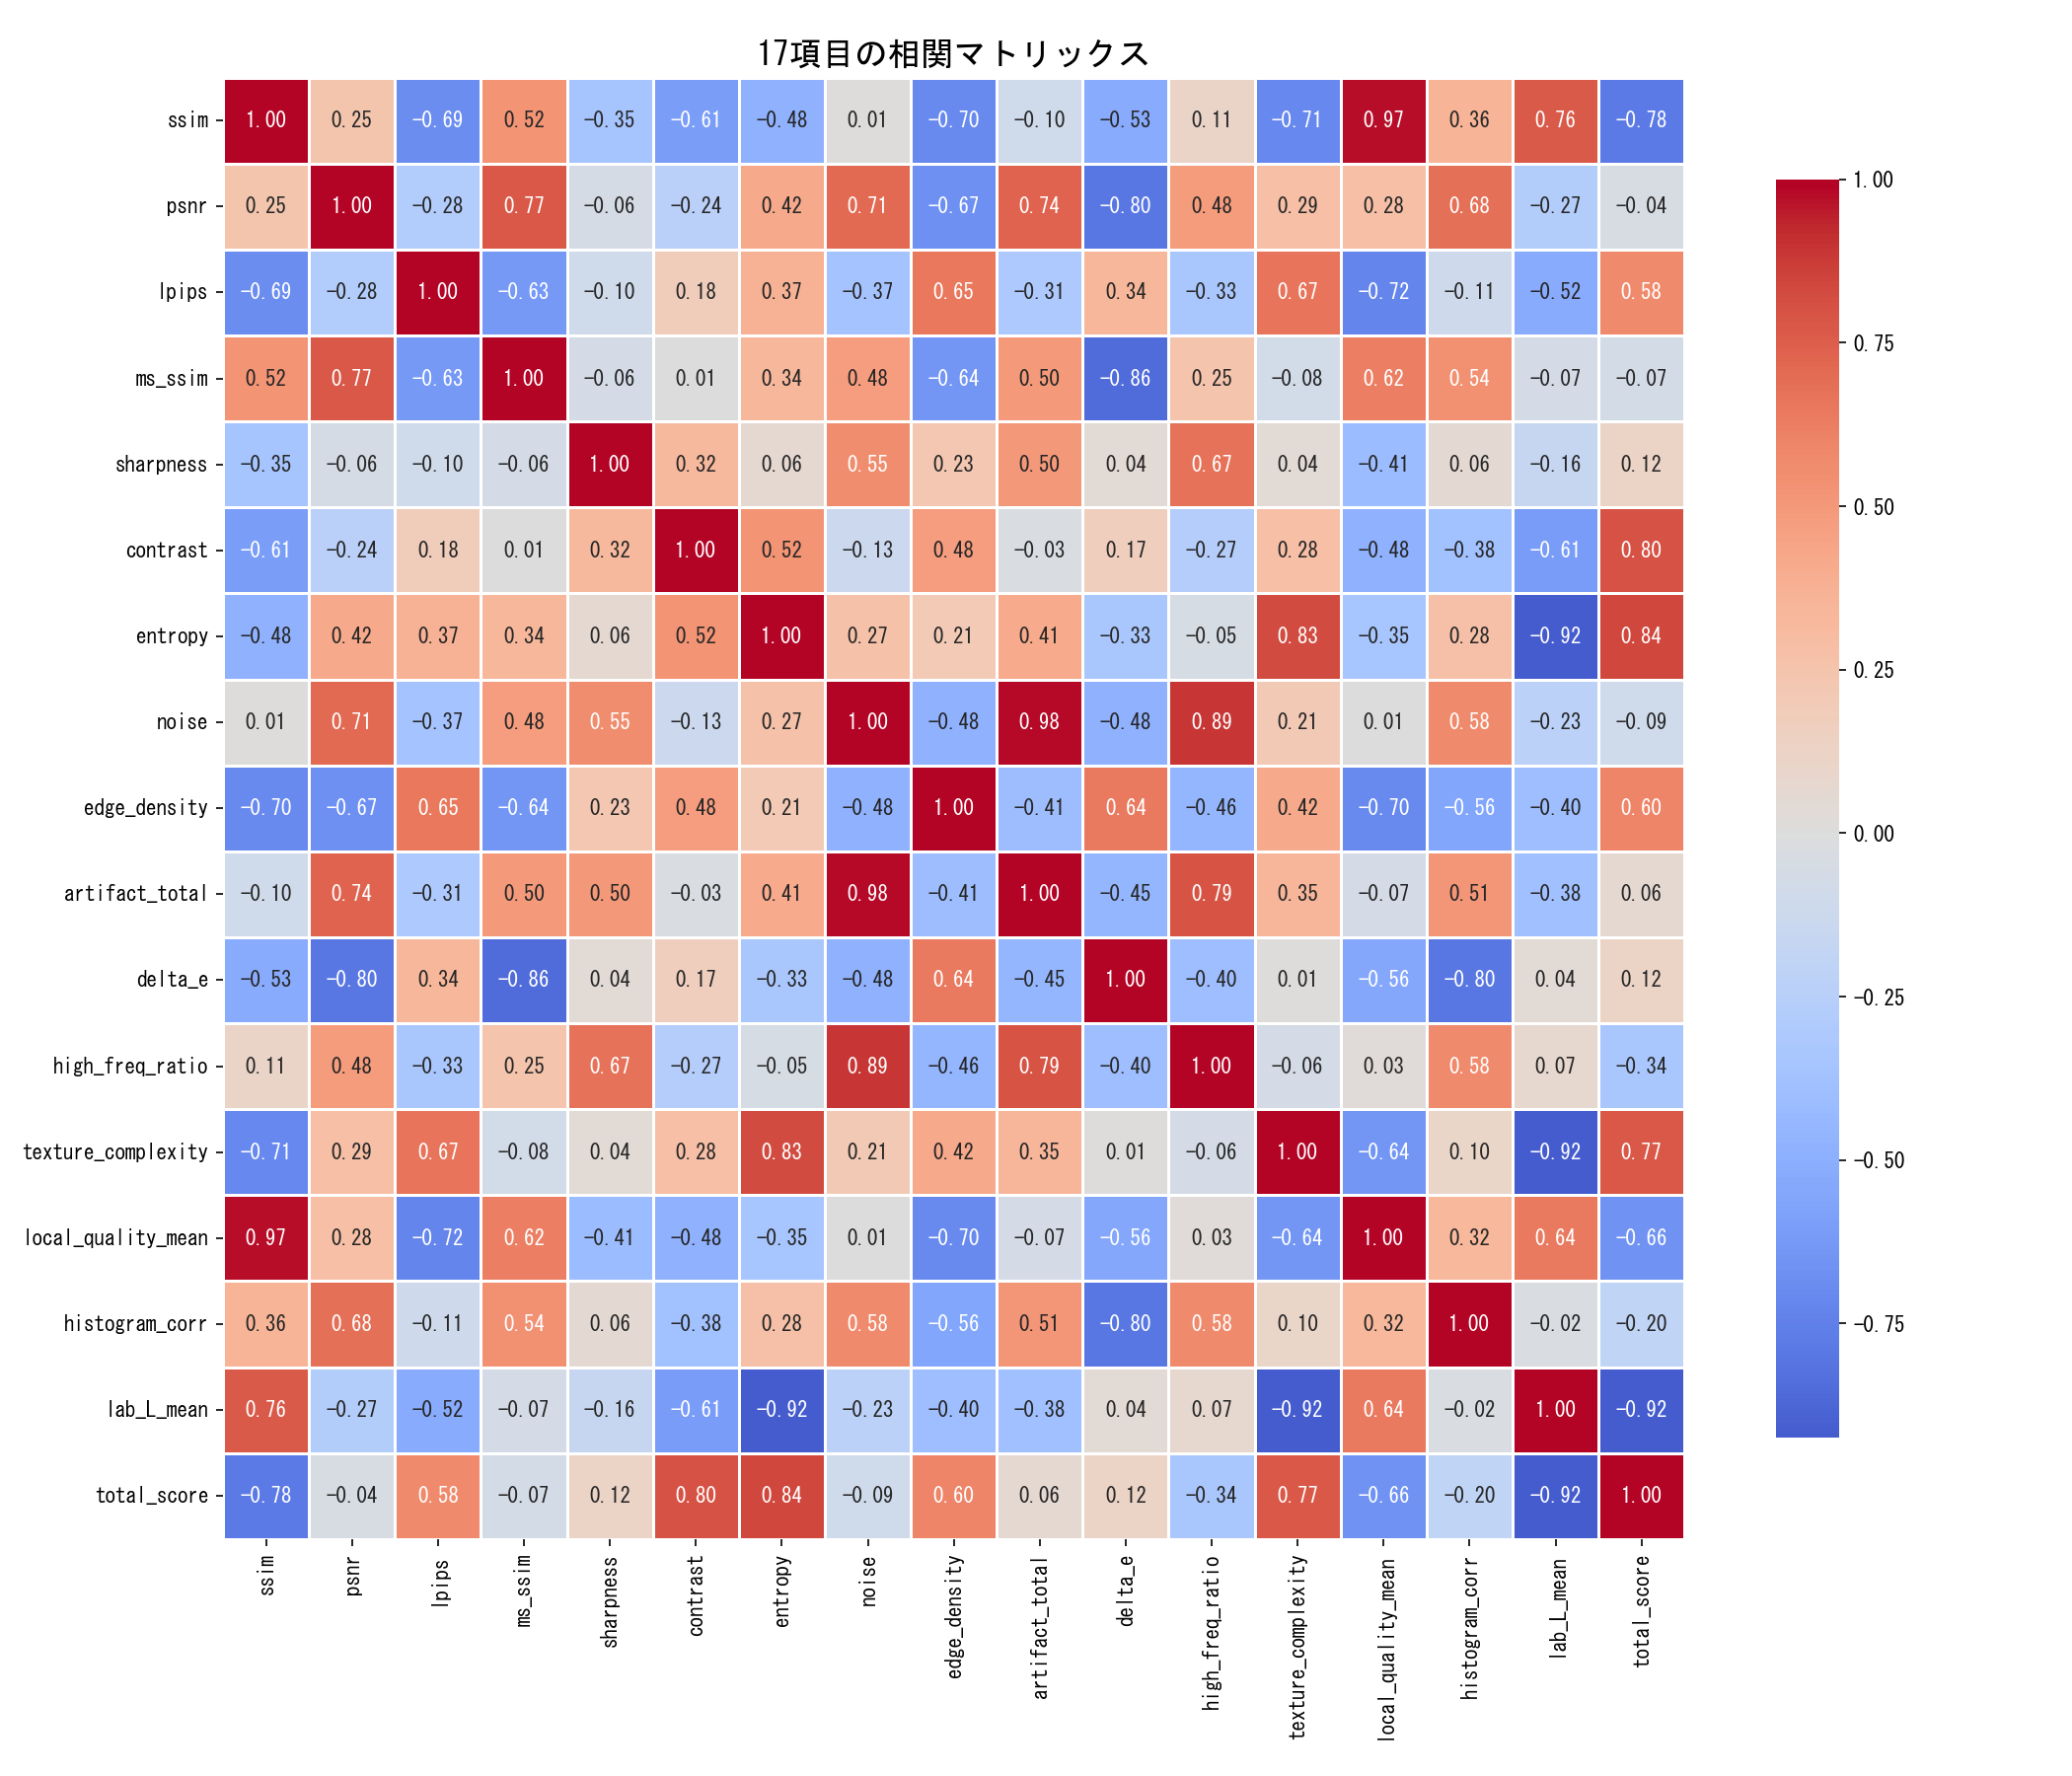 17項目の相関マトリックス
ssim 1.00 0.25 -0.69 0.52 -0.35 -0.61 -0.48 0.01 -0.70 -0.10 -0.53 0.11 -0.71 0.97 0.36 0.76 -0.78
psnr 0.25 1.00 -0.28 0.77 -0.06 -0.24 0.42 0.71 -0.67 0.74 -0.80 0.48 0.29 0.28 0.68 -0.27 -0.04
lpips -0.69 -0.28 1.00 -0.63 -0.10 0.18 0.37 -0.37 0.65 -0.31 0.34 -0.33 0.67 -0.72 -0.11 -0.52 0.58
ms_ssim 0.52 0.77 -0.63 1.00 -0.06 0.01 0.34 0.48 -0.64 0.50 -0.86 0.25 -0.08 0.62 0.54 -0.07 -0.07
sharpness -0.35 -0.06 -0.10 -0.06 1.00 0.32 0.06 0.55 0.23 0.50 0.04 0.67 0.04 -0.41 0.06 -0.16 0.12
contrast -0.61 -0.24 0.18 0.01 0.32 1.00 0.52 -0.13 0.48 -0.03 0.17 -0.27 0.28 -0.48 -0.38 -0.61 0.80
entropy -0.48 0.42 0.37 0.34 0.06 0.52 1.00 0.27 0.21 0.41 -0.33 -0.05 0.83 -0.35 0.28 -0.92 0.84
noise 0.01 0.71 -0.37 0.48 0.55 -0.13 0.27 1.00 -0.48 0.98 -0.48 0.89 0.21 0.01 0.58 -0.23 -0.09
edge_density -0.70 -0.67 0.65 -0.64 0.23 0.48 0.21 -0.48 1.00 -0.41 0.64 -0.46 0.42 -0.70 -0.56 -0.40 0.60
artifact_total -0.10 0.74 -0.31 0.50 0.50 -0.03 0.41 0.98 -0.41 1.00 -0.45 0.79 0.35 -0.07 0.51 -0.38 0.06
delta_e -0.53 -0.80 0.34 -0.86 0.04 0.17 -0.33 -0.48 0.64 -0.45 1.00 -0.40 0.01 -0.56 -0.80 0.04 0.12
high_freq_ratio 0.11 0.48 -0.33 0.25 0.67 -0.27 -0.05 0.89 -0.46 0.79 -0.40 1.00 -0.06 0.03 0.58 0.07 -0.34
texture_complexity -0.71 0.29 0.67 -0.08 0.04 0.28 0.83 0.21 0.42 0.35 0.01 -0.06 1.00 -0.64 0.10 -0.92 0.77
local_quality_mean 0.97 0.28 -0.72 0.62 -0.41 -0.48 -0.35 0.01 -0.70 -0.07 -0.56 0.03 -0.64 1.00 0.32 0.64 -0.66
histogram_corr 0.36 0.68 -0.11 0.54 0.06 -0.38 0.28 0.58 -0.56 0.51 -0.80 0.58 0.10 0.32 1.00 -0.02 -0.20
lab_L_mean 0.76 -0.27 -0.52 -0.07 -0.16 -0.61 -0.92 -0.23 -0.40 -0.38 0.04 0.07 -0.92 0.64 -0.02 1.00 -0.92
total_score -0.78 -0.04 0.58 -0.07 0.12 0.80 0.84 -0.09 0.60 0.06 0.12 -0.34 0.77 -0.66 -0.20 -0.92 1.00
ssim
psnr
lpips
ms_ssim
sharpness
contrast
entropy
noise
edge_density
artifact_total
delta_e
high_freq_ratio
texture_complexity
local_quality_mean
histogram_corr
lab_L_mean
total_score
1.00
0.75
0.50
0.25
0.00
-0.25
-0.50
-0.75